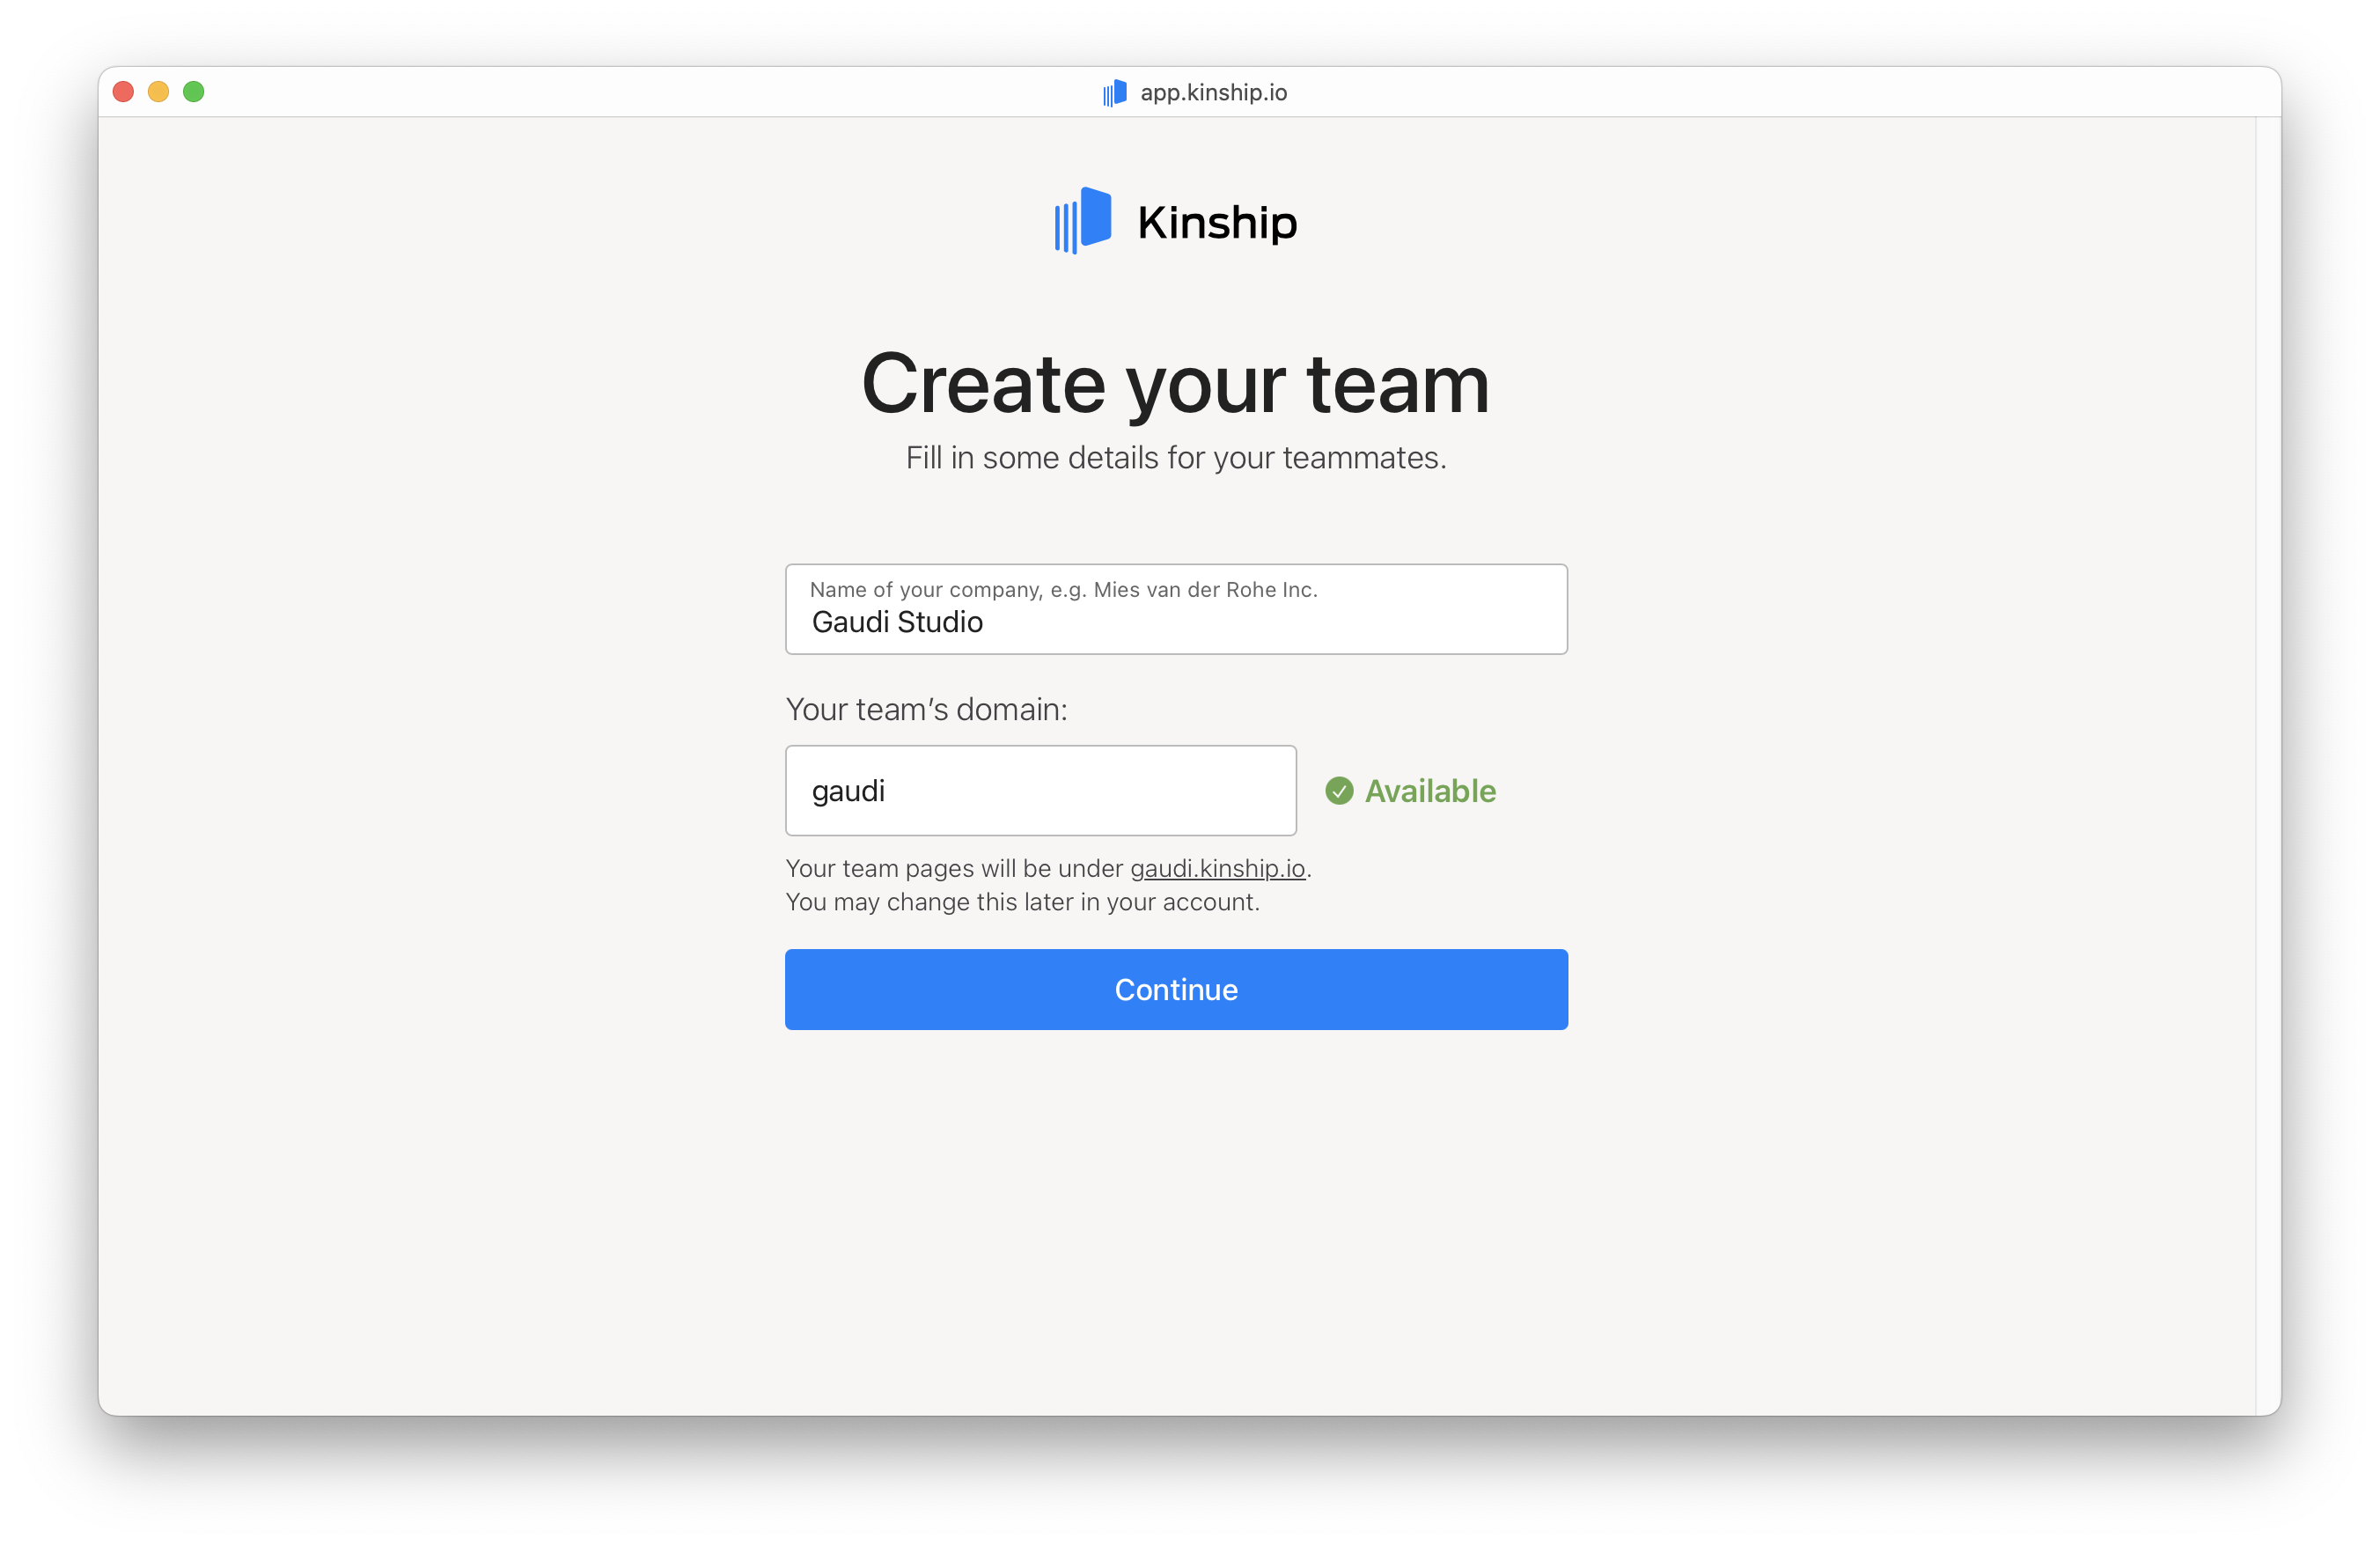 app.kinship.io
Kinship
Create your team
Fill in some details for your teammates.
Name of your company, e.g. Mies van der Rohe Inc.
Gaudi Studio
Your team’s domain:
gaudi
Available
Your team pages will be under gaudi.kinship.io.
You may change this later in your account.
Continue